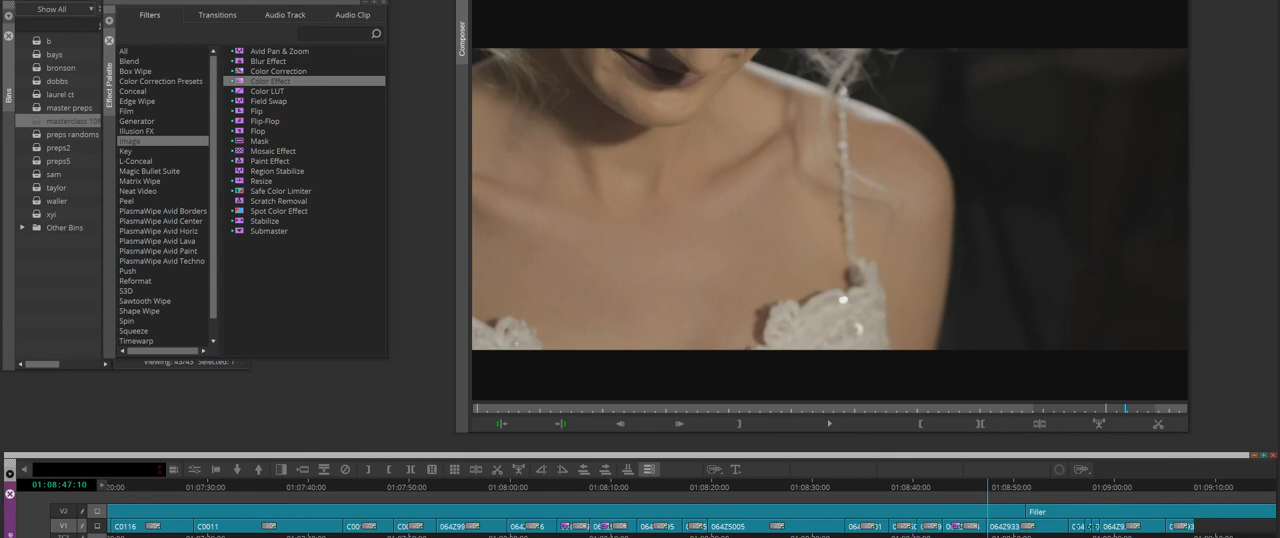 Show All
Filters
Transitions
Audio Track
Audio Clip
Bins
b
bays
bronson
dobbs
laurel ct
master preps
masterclass 108
preps randoms
preps2
preps5
sam
taylor
waller
xyi
Other Bins
Effect Palette
All
Blend
Box Wipe
Color Correction Presets
Conceal
Edge Wipe
Film
Generator
Illusion FX
Image
Key
L-Conceal
Magic Bullet Suite
Matrix Wipe
Neat Video
Peel
PlasmaWipe Avid Borders
PlasmaWipe Avid Center
PlasmaWipe Avid Horiz
PlasmaWipe Avid Lava
PlasmaWipe Avid Paint
PlasmaWipe Avid Techno
Push
Reformat
S3D
Sawtooth Wipe
Shape Wipe
Spin
Squeeze
Timewarp
Avid Pan & Zoom
Blur Effect
Color Correction
Color Effect
Color LUT
Field Swap
Flip
Flip-Flop
Flop
Mask
Mosaic Effect
Paint Effect
Region Stabilize
Resize
Safe Color Limiter
Scratch Removal
Spot Color Effect
Stabilize
Submaster
Viewing: 43/43 Selected: 1
Composer
01:08:47:10
20:00
01:07:30:00
01:07:40:00
01:07:50:00
01:08:00:00
01:08:10:00
01:08:20:00
01:08:30:00
01:08:40:00
01:08:50:00
01:09:00:00
01:09:10:00
V2
Filler
V1
C0116
C0011
064Z99
064Z5005
064Z933